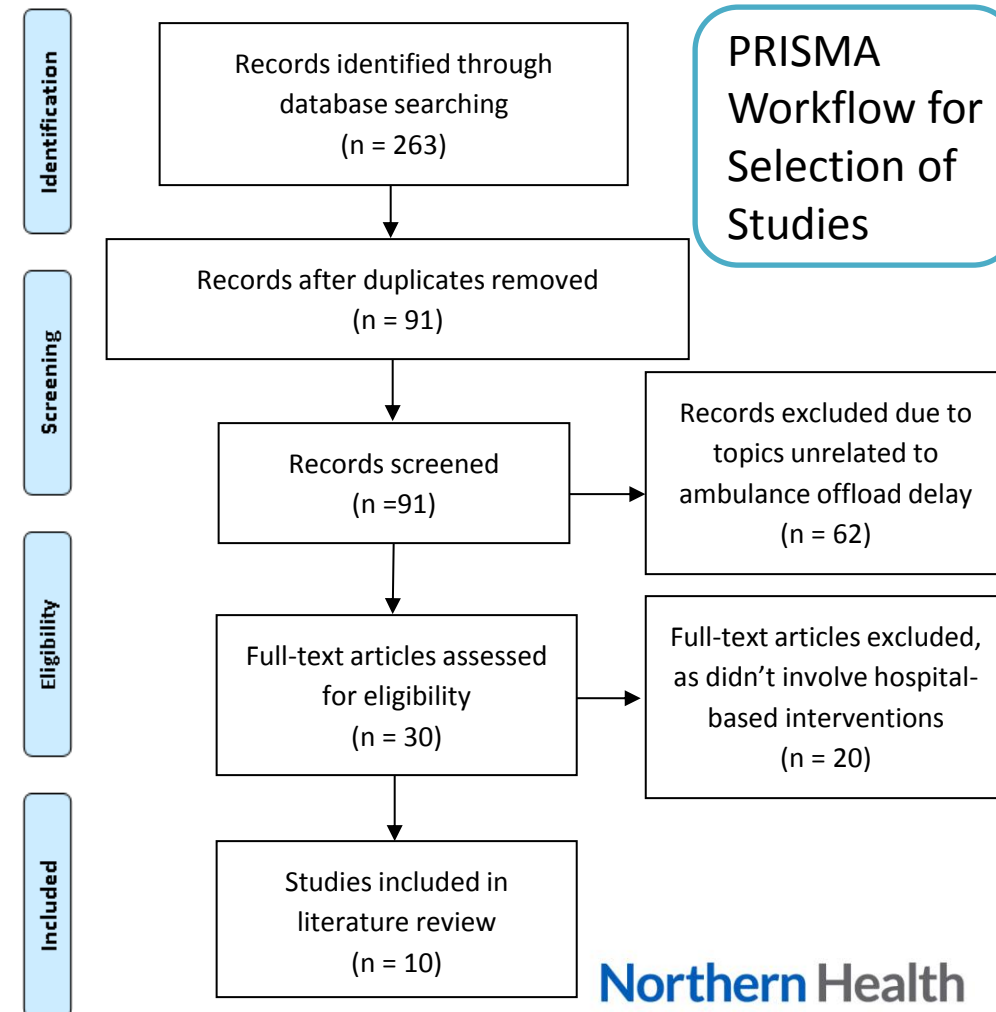 PRISMA
Workflow for
Selection of
Studies
Identification
Records identified through
database searching
(n = 263)
Screening
Records after duplicates removed
(n = 91)
Records screened
(n =91)
Records excluded due to
topics unrelated to
ambulance offload delay
(n = 62)
Eligibility
Full-text articles assessed
for eligibility
(n = 30)
Full-text articles excluded,
as didn’t involve hospital-
based interventions
(n = 20)
Included
Studies included in
literature review
(n = 10)
Northern Health